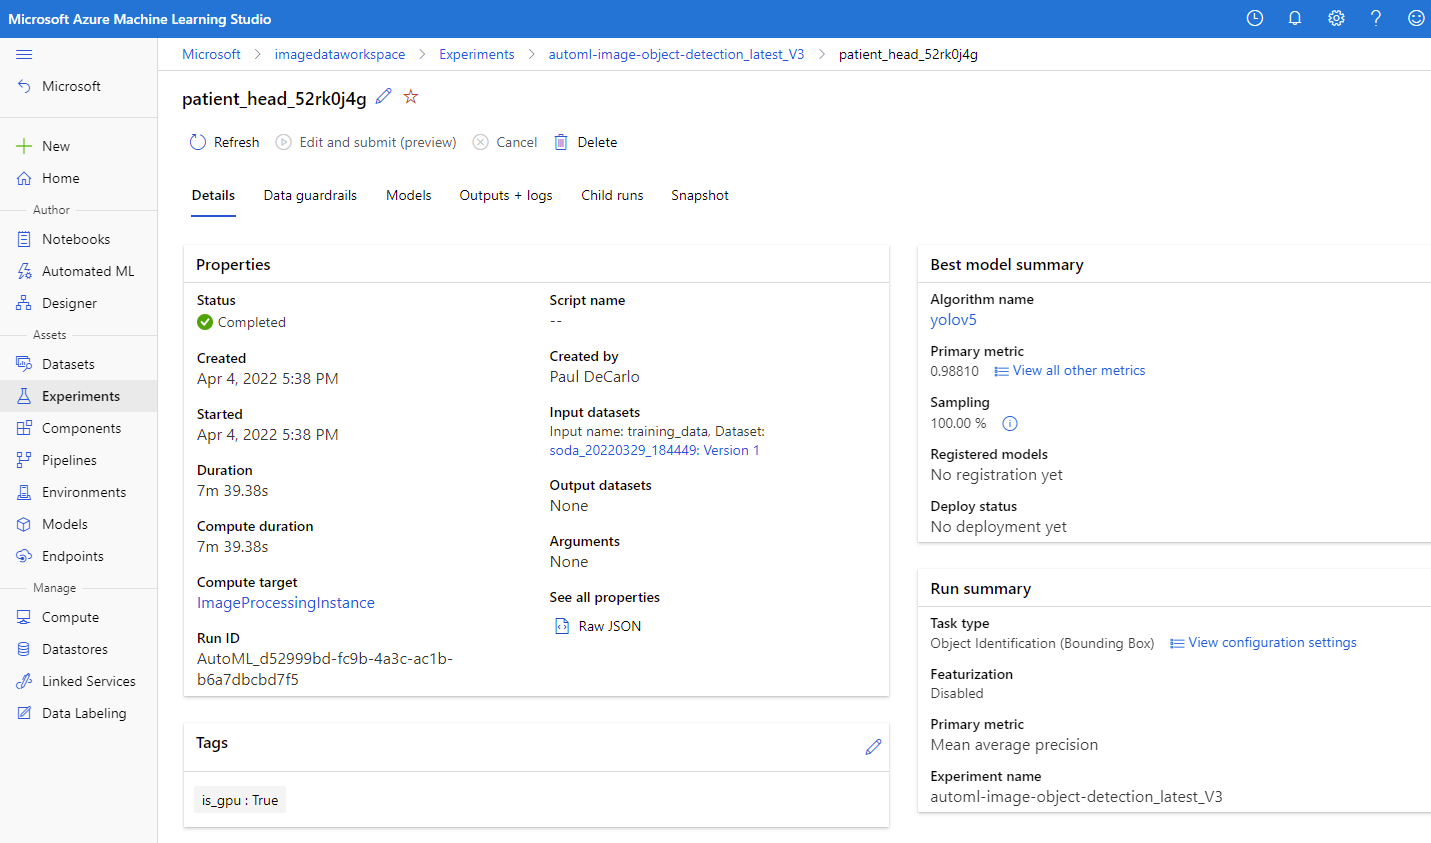 Microsoft Azure Machine Learning Studio
Microsoft
New
Home
Author
Notebooks
Automated ML
Designer
Assets
Datasets
Experiments
Components
Pipelines
Environments
Models
Endpoints
Manage
Compute
Datastores
Linked Services
Data Labeling
Microsoft > imagedataworkspace > Experiments > automl-image-object-detection_latest_V3 > patient_head_52rk0j4g
patient_head_52rk0j4g
Refresh Edit and submit (preview) Cancel Delete
Details Data guardrails Models Outputs + logs Child runs Snapshot
Properties
Status
Completed
Created
Apr 4, 2022 5:38 PM
Started
Apr 4, 2022 5:38 PM
Duration
7m 39.38s
Compute duration
7m 39.38s
Compute target
ImageProcessingInstance
Run ID
AutoML_d52999bd-fc9b-4a3c-ac1b-
b6a7dbcbd7f5
Script name
--
Created by
Paul DeCarlo
Input datasets
Input name: training_data, Dataset:
soda_20220329_184449: Version 1
Output datasets
None
Arguments
None
See all properties
Raw JSON
Tags
is_gpu : True
Best model summary
Algorithm name
yolov5
Primary metric
0.98810 View all other metrics
Sampling
100.00 %
Registered models
No registration yet
Deploy status
No deployment yet
Run summary
Task type
Object Identification (Bounding Box) View configuration settings
Featurization
Disabled
Primary metric
Mean average precision
Experiment name
automl-image-object-detection_latest_V3